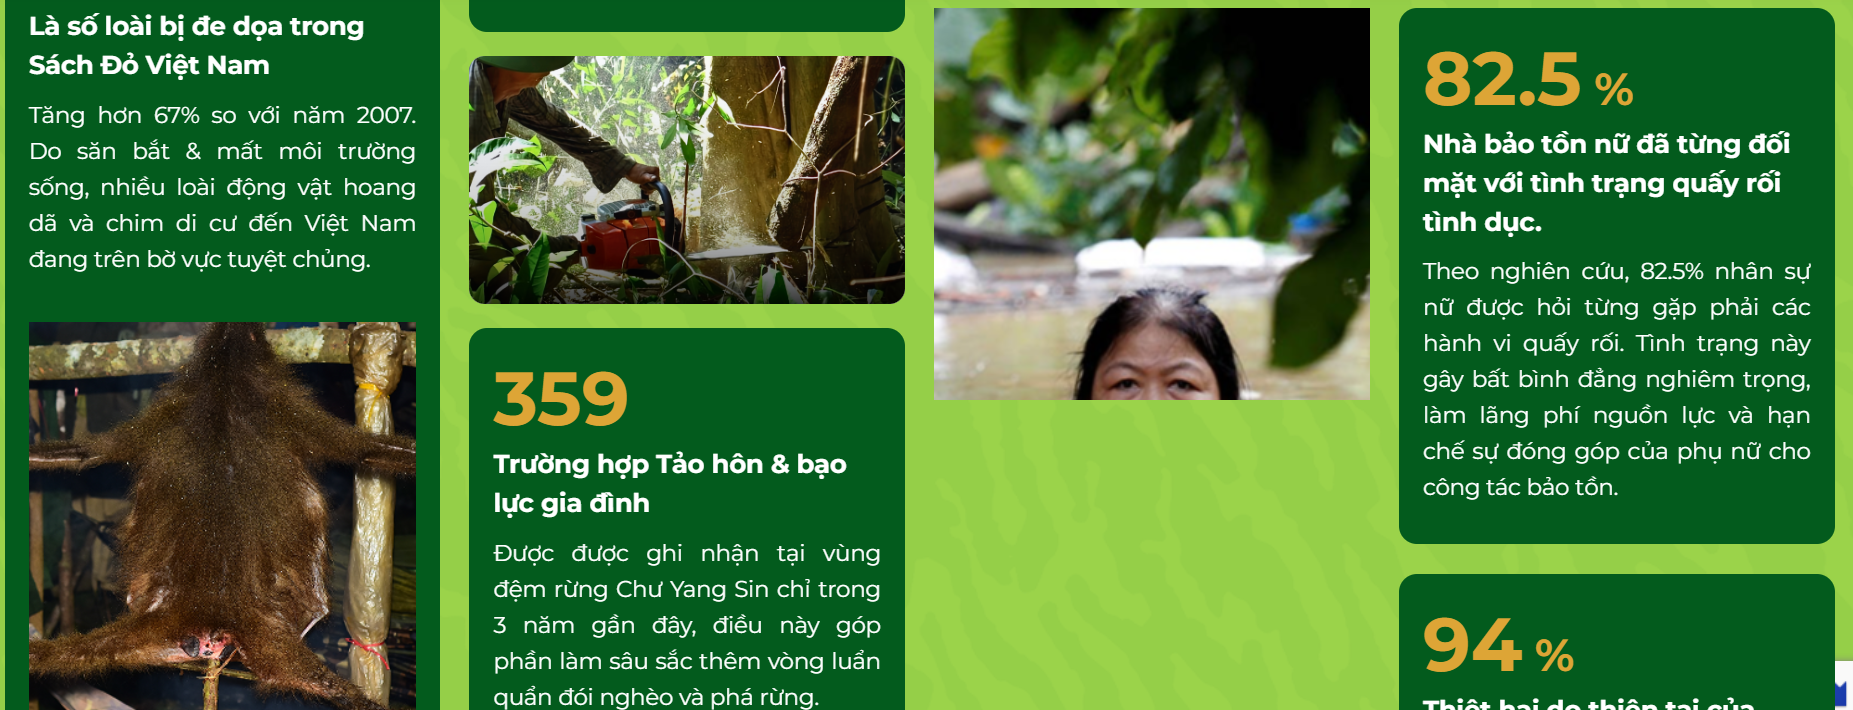 Là số loài bị đe dọa trong
Sách Đỏ Việt Nam
Tăng hơn 67% so với năm 2007.
Do săn bắt & mất môi trường
sống, nhiều loài động vật hoang
dã và chim di cư đến Việt Nam
đang trên bờ vực tuyệt chủng.
359
Trường hợp Tảo hôn & bạo
lực gia đình
Được được ghi nhận tại vùng
đệm rừng Chư Yang Sin chỉ trong
3 năm gần đây, điều này góp
phần làm sâu sắc thêm vòng luẩn
quẩn đói nghèo và phá rừng.
82.5 %
Nhà bảo tồn nữ đã từng đối
mặt với tình trạng quấy rối
tình dục.
Theo nghiên cứu, 82.5% nhân sự
nữ được hỏi từng gặp phải các
hành vi quấy rối. Tình trạng này
gây bất bình đẳng nghiêm trọng,
làm lãng phí nguồn lực và hạn
chế sự đóng góp của phụ nữ cho
công tác bảo tồn.
94 %
Thiệt hại do thiên tai của